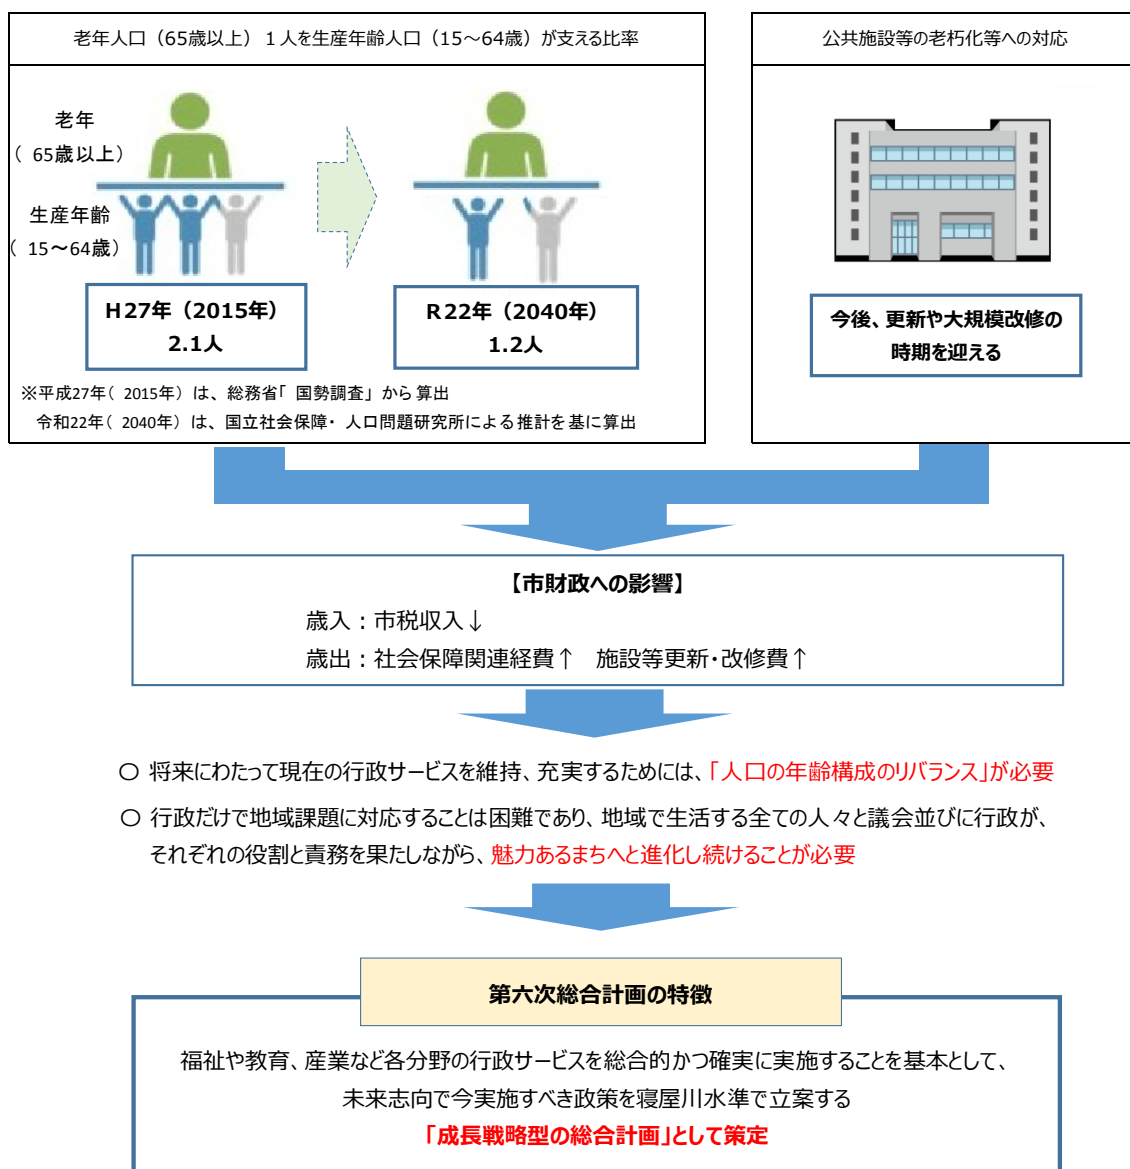 老年人口（65歳以上）１人を生産年齢人口（15～64歳）が支える比率
老年
（ 65歳以上）
生産年齢
（ 15～64歳）
H27年（2015年）
2.1人
R22年（2040年）
1.2人
※平成27年（ 2015年）は、総務省「 国勢調査」から算出
令和22年（ 2040年）は、国立社会保障・ 人口問題研究所による推計を基に算出
公共施設等の老朽化等への対応
今後、更新や大規模改修の
時期を迎える
【市財政への影響】
歳入：市税収入↓
歳出：社会保障関連経費↑　施設等更新・改修費↑
〇 将来にわたって現在の行政サービスを維持、充実するためには、「人口の年齢構成のリバランス」が必要
〇 行政だけで地域課題に対応することは困難であり、地域で生活する全ての人々と議会並びに行政が、
それぞれの役割と責務を果たしながら、魅力あるまちへと進化し続けることが必要
第六次総合計画の特徴
福祉や教育、産業など各分野の行政サービスを総合的かつ確実に実施することを基本として、
未来志向で今実施すべき政策を寝屋川水準で立案する
「成長戦略型の総合計画」として策定